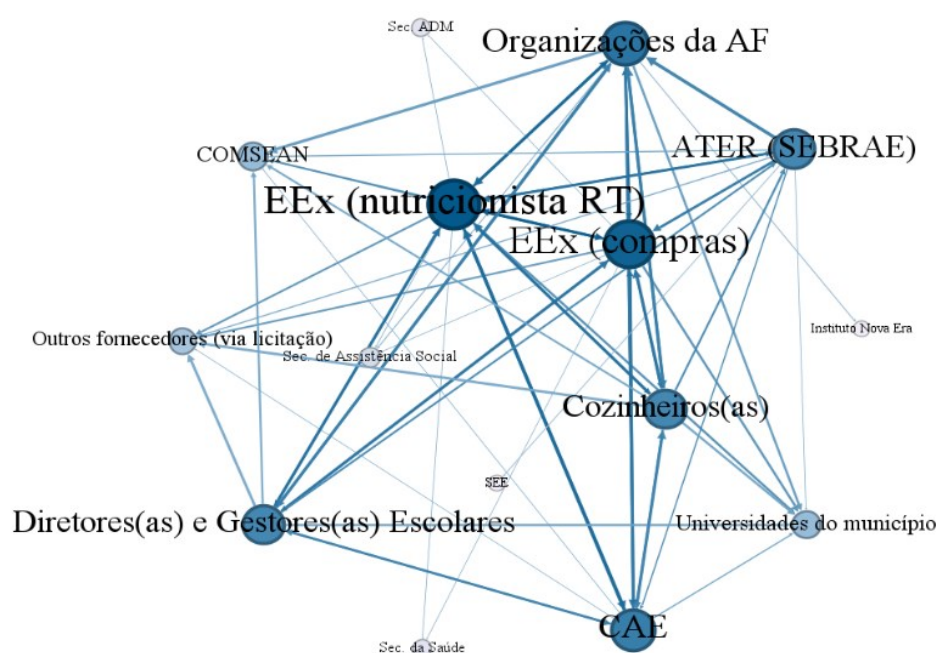 Sec. ADM
Organizações da AF
COMSEAN
ATER (SEBRAE)
EEx (nutricionista RT)
EEx (compras)
Instituto Nova Era
Outros fornecedores (via licitação)
Sec. de Assistência Social
Cozinheiros(as)
SEE
Diretores(as) e Gestores(as) Escolares
Universidades do município
CAE
Sec. da Saúde